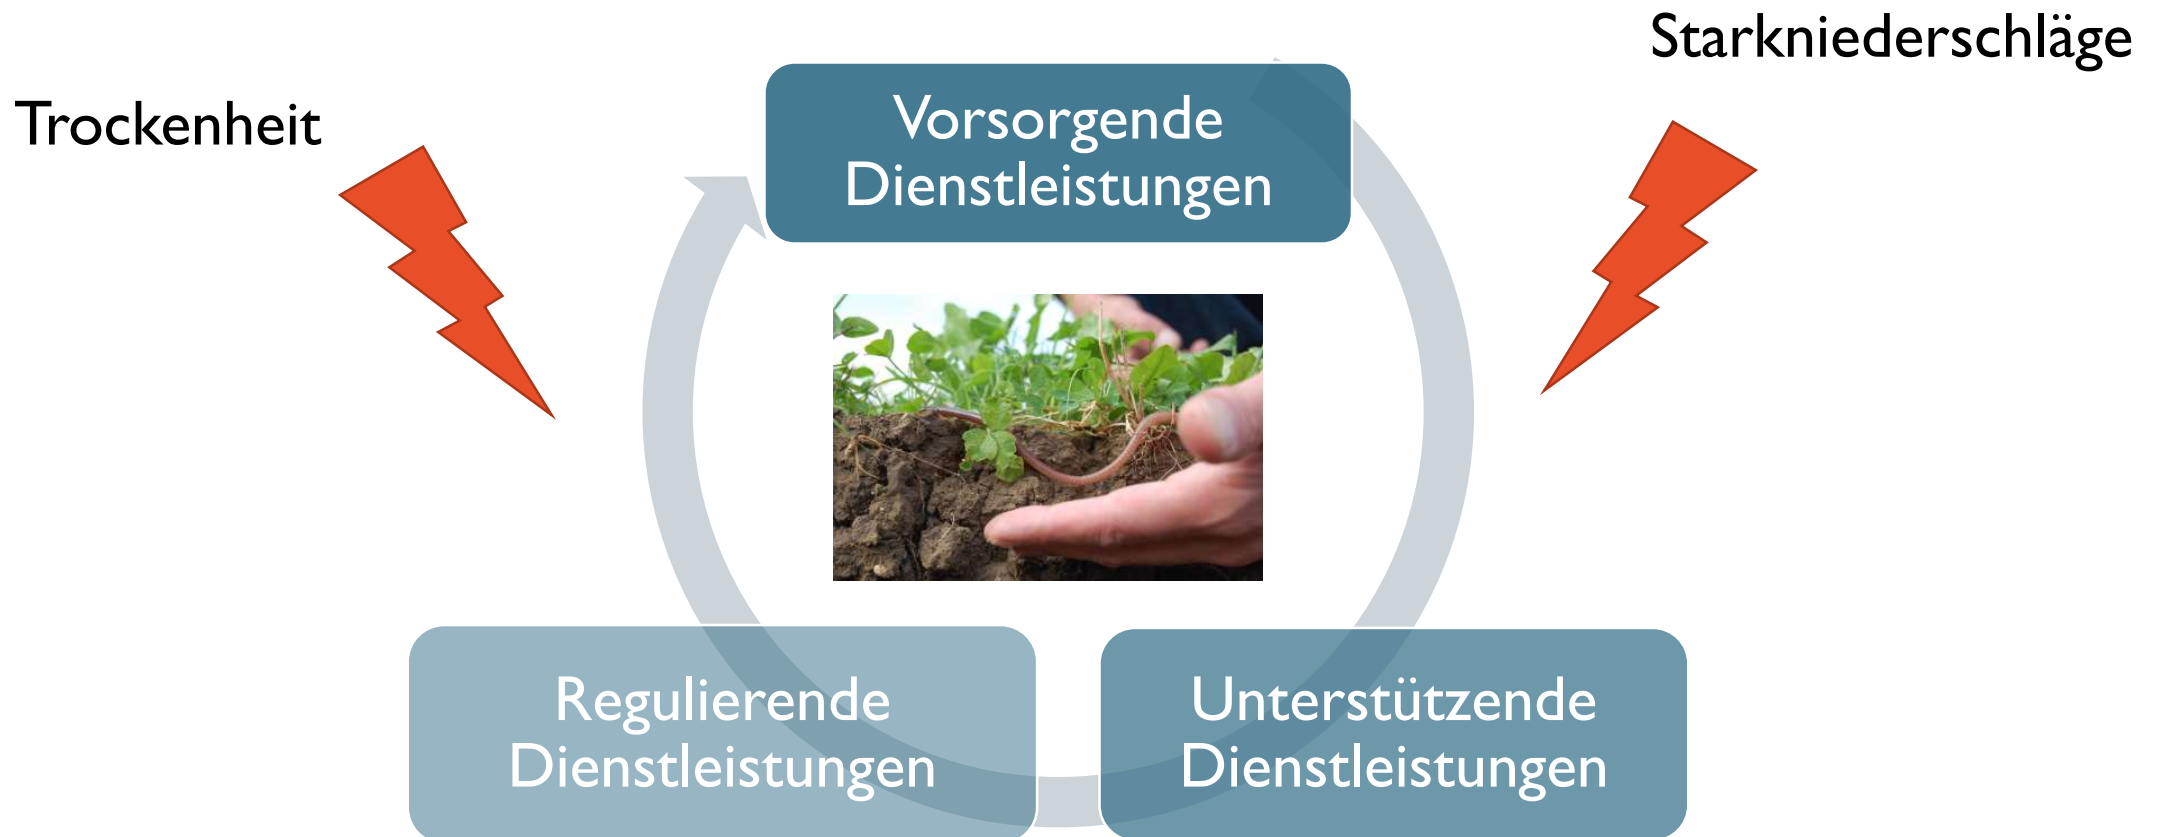 Starkniederschläge
Trockenheit
Vorsorgende
Dienstleistungen
Regulierende
Dienstleistungen
Unterstützende
Dienstleistungen